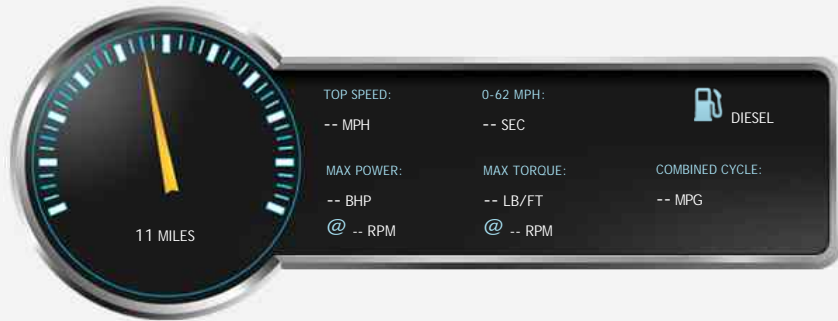 TOP SPEED:
-- MPH
0-62 MPH:
-- SEC
DIESEL
MAX POWER:
-- BHP
@ -- RPM
MAX TORQUE:
-- LB/FT
@ -- RPM
COMBINED CYCLE:
-- MPG
11 MILES